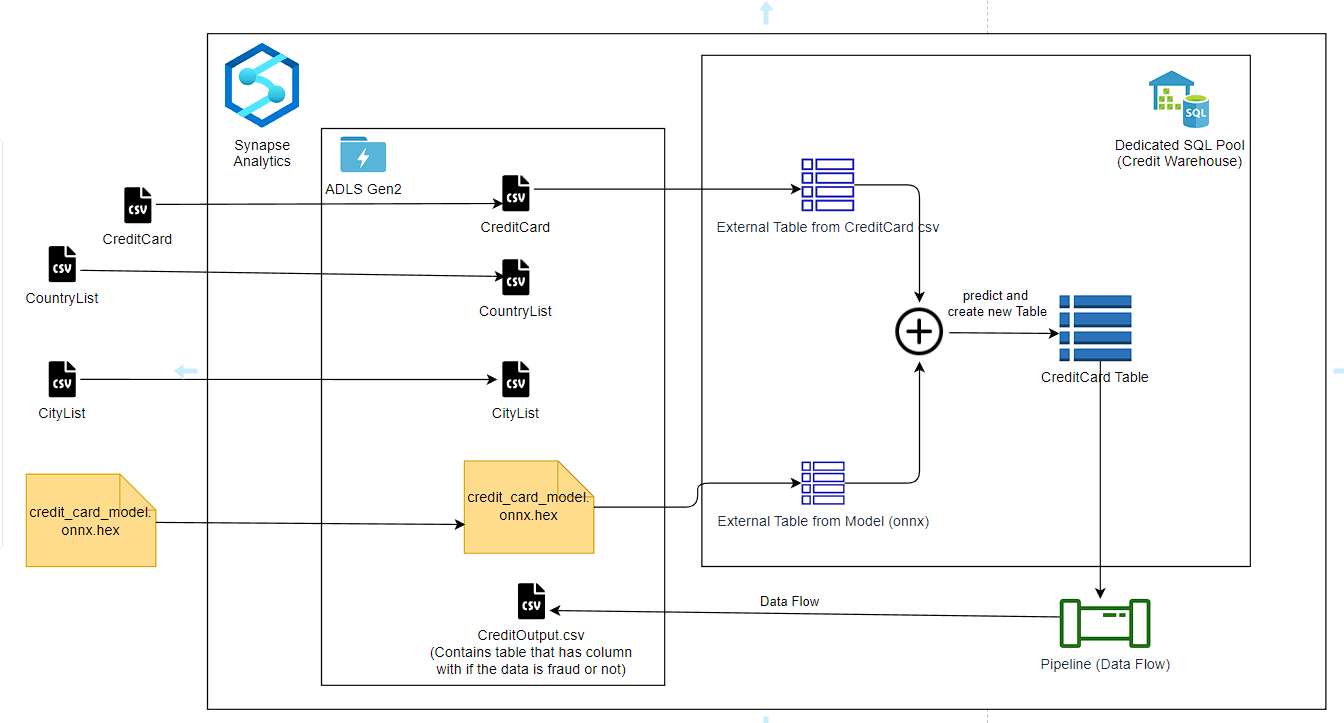 Synapse
Analytics
ADLS Gen2
SQL
Dedicated SQL Pool
(Credit Warehouse)
CSV
CreditCard
CSV
CreditCard
External Table from CreditCard csv
CSV
CountryList
CSV
CountryList
predict and
create new Table
CreditCard Table
CSV
CityList
CSV
CityList
credit_card_model.
onnx.hex
credit_card_model.
onnx.hex
External Table from Model (onnx)
CSV
CreditOutput.csv
(Contains table that has column
with if the data is fraud or not)
Data Flow
Pipeline (Data Flow)